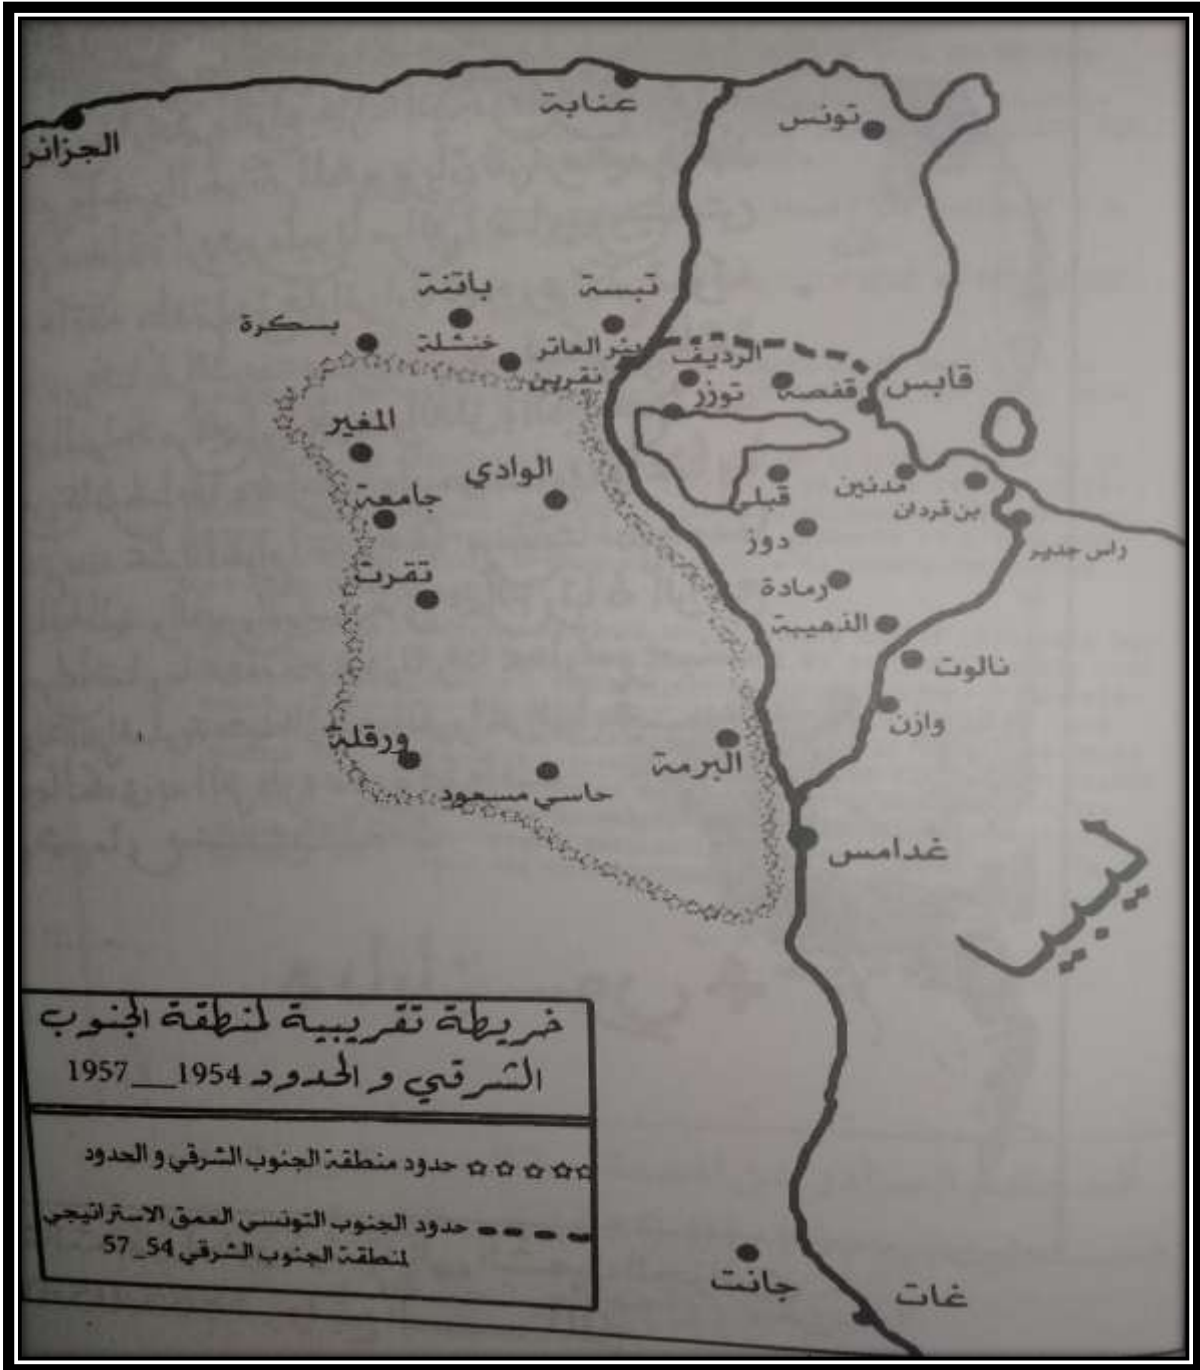 عنابة
تونس
الجزائر
باتنة
تبسة
بسكرة
خنشلة
بئر العاتر
الرديف
نقرين
توزر
قفصة
قابس
المغير
الوادي
جامعة
قبلي
مدنين
بن قردان
راس جدير
دوز
تقرت
رمادة
الذهيبة
نالوت
وازن
ورقلة
حاسي مسعود
البرمة
غدامس
ليبيا
خريطة تقريبية لمنطقة الجنوب
الشرقي و الحدود 1954__1957
حدود منطقة الجنوب الشرقي و الحدود
حدود الجنوب التونسي العمق الاستراتيجي
لمنطقة الجنوب الشرقي 54_57
جانت
غات